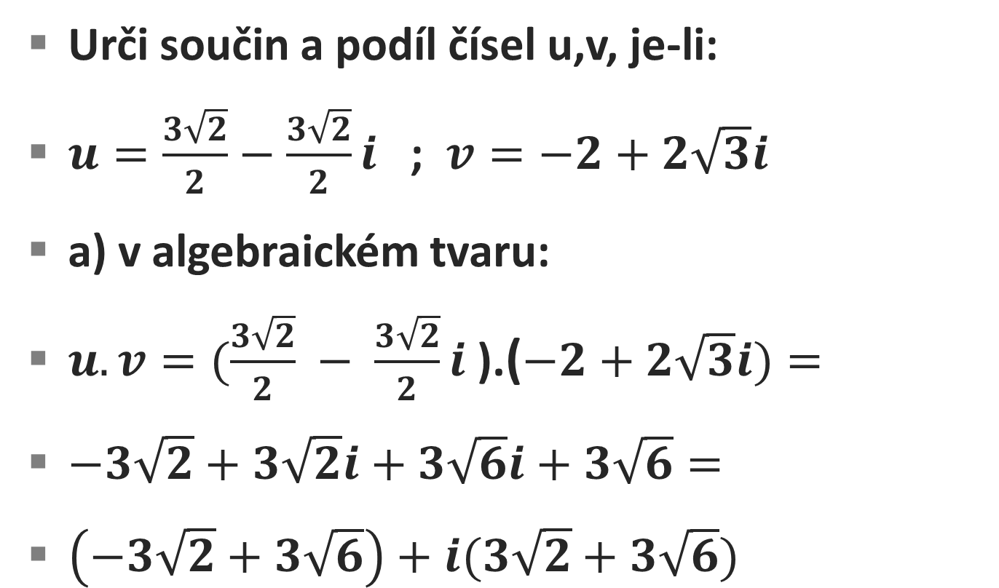 ▪ Urči součin a podíl čísel u,v, je-li:
▪ u = \frac{3\sqrt{2}}{2} − \frac{3\sqrt{2}}{2} i ; v = −2 + 2\sqrt{3}i
▪ a) v algebraickém tvaru:
▪ u. v = (\frac{3\sqrt{2}}{2} − \frac{3\sqrt{2}}{2} i ).(−2 + 2\sqrt{3}i) =
▪ −3\sqrt{2} + 3\sqrt{2}i + 3\sqrt{6}i + 3\sqrt{6} =
▪ (−3\sqrt{2} + 3\sqrt{6}) + i(3\sqrt{2} + 3\sqrt{6})